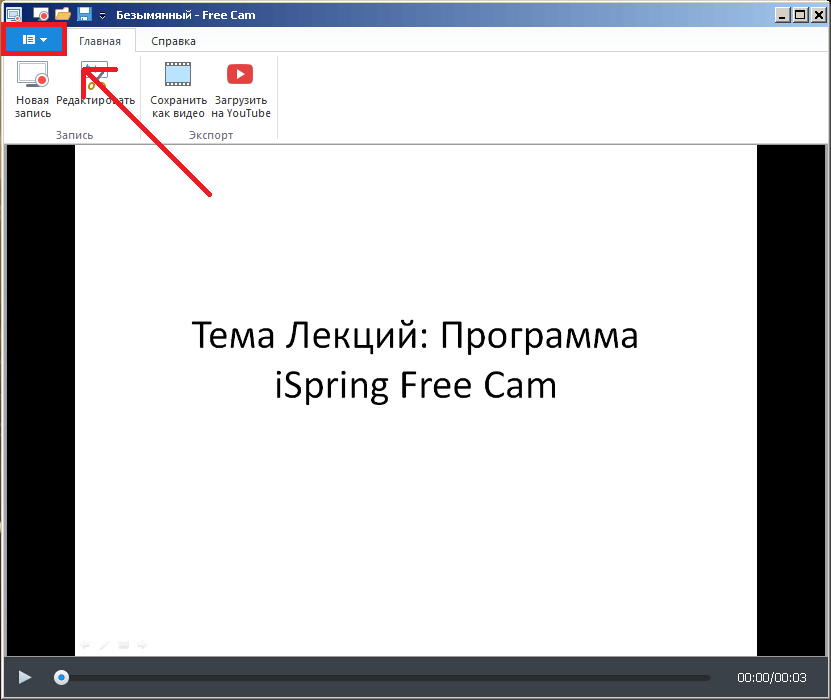 Безымянный - Free Cam
Главная Справка
Новая запись
Редактировать
Сохранить как видео
Загрузить на YouTube
Запись Экспорт
Тема Лекций: Программа
iSpring Free Cam
00:00/00:03